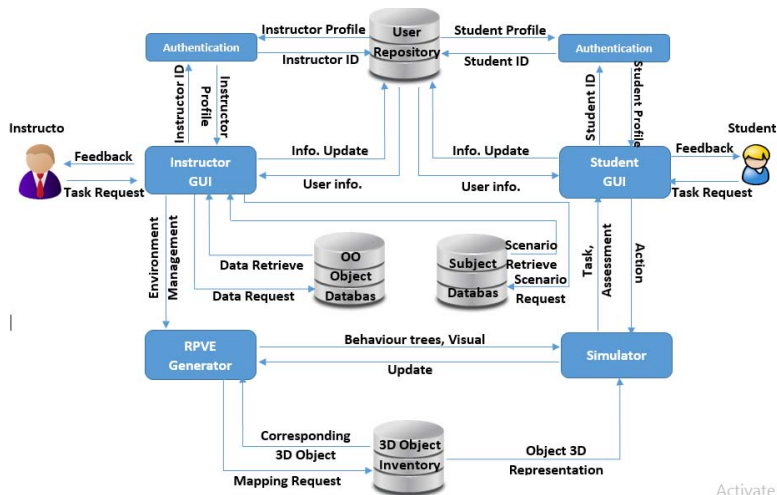 Instructor Profile
User
Student Profile
Authentication
Repository
Authentication
Instructor ID
Student ID
Instructor ID
Instructor
Profile
Student ID
Student Profile
Instructo
Student
Feedback
Instructor
GUI
Info. Update
Info. Update
Student
GUI
Feedback
Task Request
User info.
User info.
Task Request
Environment
Management
Data Retrieve
OO
Object
Databas
Data Request
Subject
Databas
Scenario
Retrieve
Scenario
Request
Task,
Assessment
Action
RPVE
Generator
Behaviour trees, Visual
Update
Simulator
Corresponding
3D Object
Mapping Request
3D Object
Inventory
Object 3D
Representation
Activate